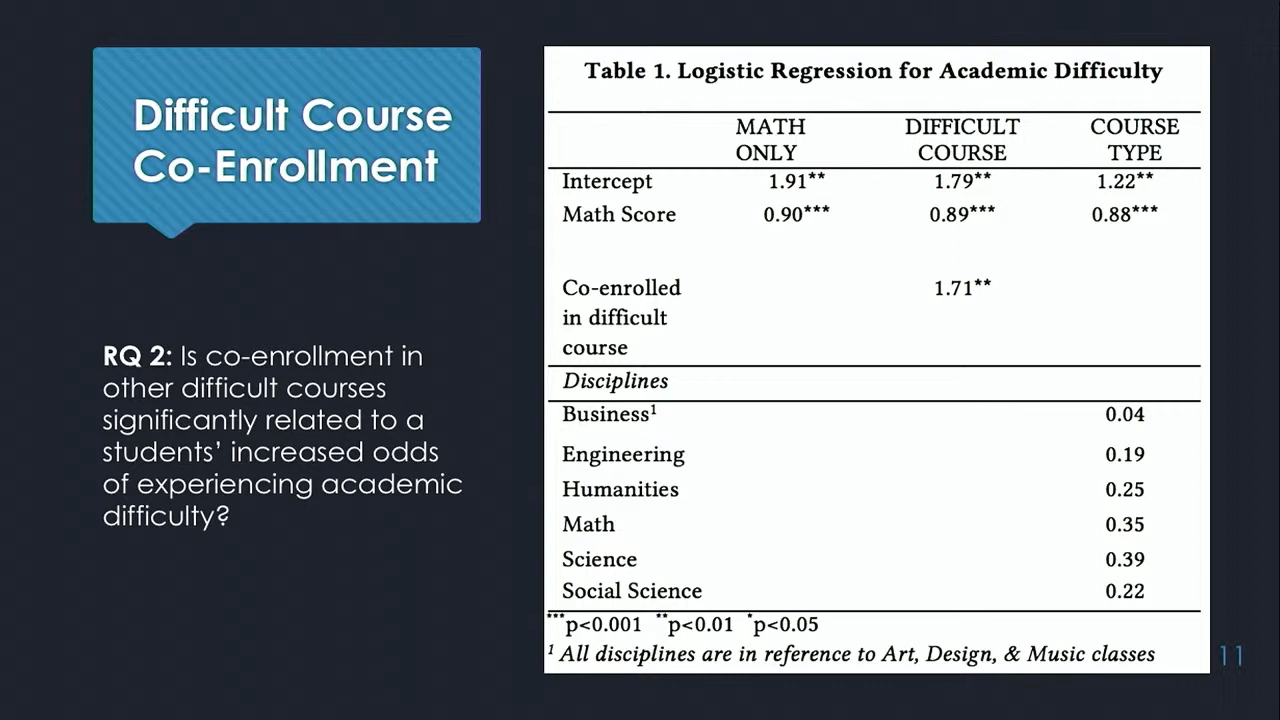 Difficult Course
Co-Enrollment
RQ 2: Is co-enrollment in
other difficult courses
significantly related to a
students’ increased odds
of experiencing academic
difficulty?
Table 1. Logistic Regression for Academic Difficulty
MATH ONLY DIFFICULT COURSE COURSE TYPE
Intercept 1.91** 1.79** 1.22**
Math Score 0.90*** 0.89*** 0.88***
Co-enrolled 1.71**
in difficult
course
Disciplines
Business¹ 0.04
Engineering 0.19
Humanities 0.25
Math 0.35
Science 0.39
Social Science 0.22
***p<0.001 **p<0.01 *p<0.05
¹ All disciplines are in reference to Art, Design, & Music classes
11